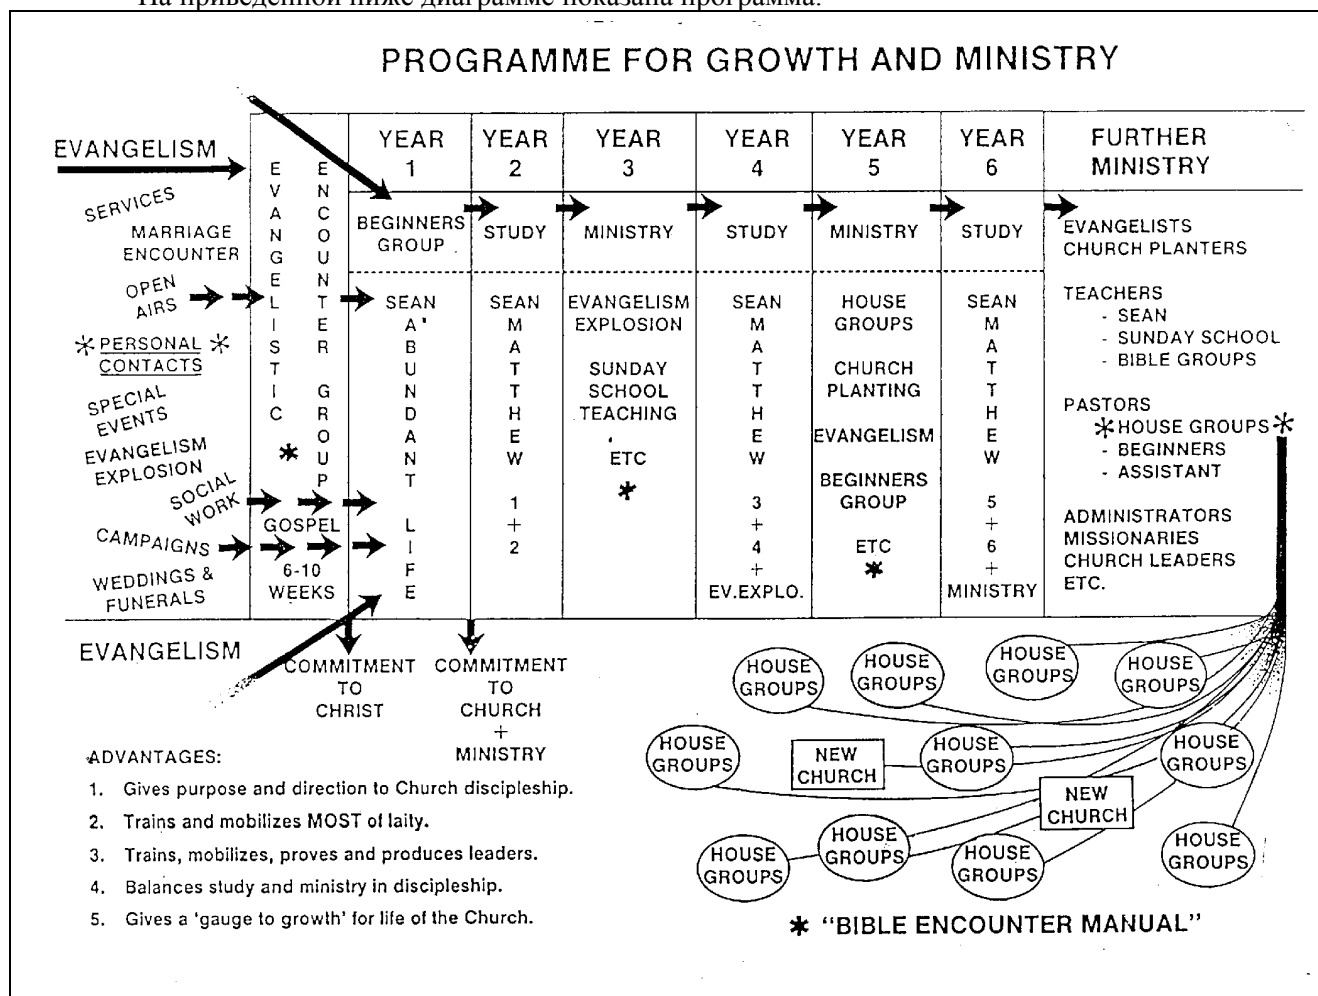 На приведенной ниже диаграмме показана программа.
PROGRAMME FOR GROWTH AND MINISTRY
EVANGELISM
SERVICES
MARRIAGE
ENCOUNTER
OPEN
AIRS
* PERSONAL *
CONTACTS
SPECIAL
EVENTS
EVANGELISM
EXPLOSION
SOCIAL
WORK
CAMPAIGNS
WEDDINGS &
FUNERALS
EVANGELISM
EVANGELISTIC
ENCOUNTER GROUP
*
GOSPEL
6-10
WEEKS
YEAR
1
BEGINNERS
GROUP
SEAN
ABUNDANT
LIFE
YEAR
2
STUDY
SEAN
MATTHEW
1
+
2
YEAR
3
MINISTRY
EVANGELISM
EXPLOSION
SUNDAY
SCHOOL
TEACHING
ETC
*
YEAR
4
STUDY
SEAN
MATTHEW
3
+
4
+
EV.EXPLO.
YEAR
5
MINISTRY
HOUSE
GROUPS
CHURCH
PLANTING
EVANGELISM
BEGINNERS
GROUP
ETC
*
YEAR
6
STUDY
SEAN
MATTHEW
5
+
6
+
MINISTRY
FURTHER
MINISTRY
EVANGELISTS
CHURCH PLANTERS
TEACHERS
- SEAN
- SUNDAY SCHOOL
- BIBLE GROUPS
PASTORS
* HOUSE GROUPS *
- BEGINNERS
- ASSISTANT
ADMINISTRATORS
MISSIONARIES
CHURCH LEADERS
ETC.
COMMITMENT
TO
CHRIST
COMMITMENT
TO
CHURCH
+
MINISTRY
ADVANTAGES:
1. Gives purpose and direction to Church discipleship.
2. Trains and mobilizes MOST of laity.
3. Trains, mobilizes, proves and produces leaders.
4. Balances study and ministry in discipleship.
5. Gives a 'gauge to growth' for life of the Church.
HOUSE
GROUPS
HOUSE
GROUPS
HOUSE
GROUPS
HOUSE
GROUPS
HOUSE
GROUPS
NEW
CHURCH
HOUSE
GROUPS
HOUSE
GROUPS
NEW
CHURCH
HOUSE
GROUPS
HOUSE
GROUPS
HOUSE
GROUPS
HOUSE
GROUPS
* "BIBLE ENCOUNTER MANUAL"